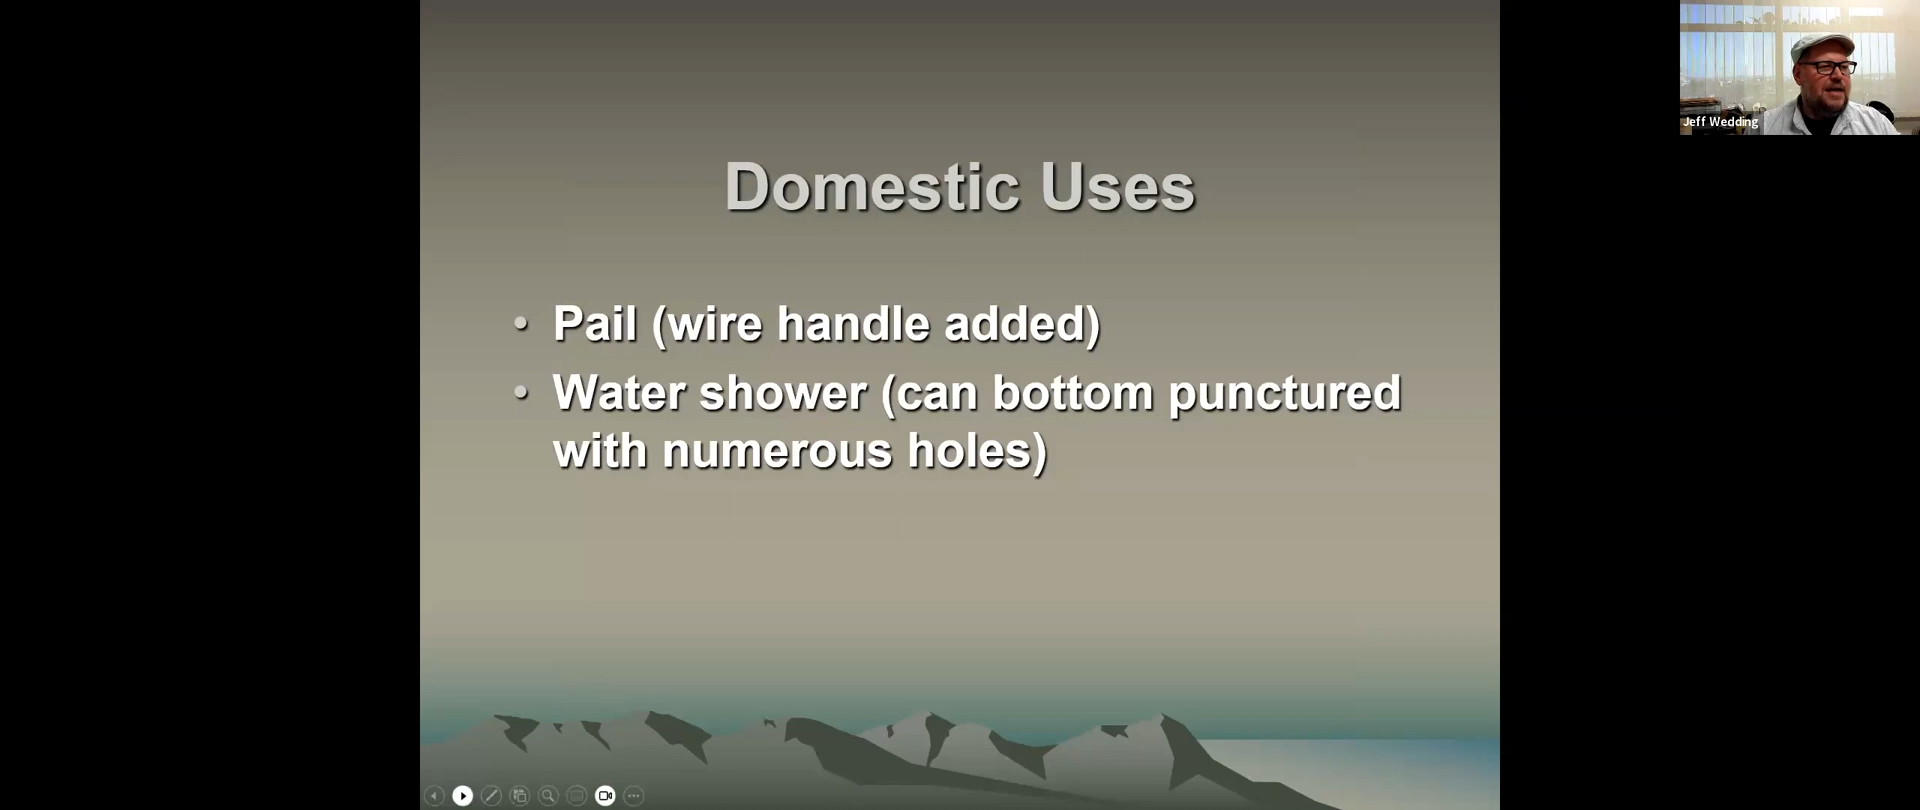 Domestic Uses
• Pail (wire handle added)
• Water shower (can bottom punctured
with numerous holes)
Jeff Wedding